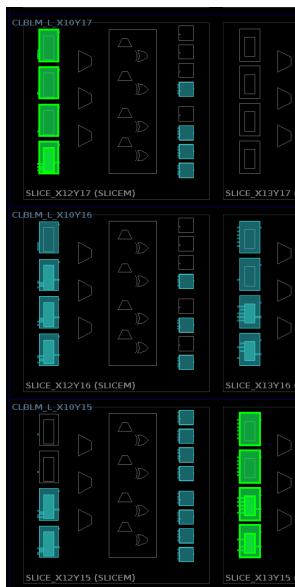 CLBLM_L_X10Y17
SLICE_X12Y17 (SLICEM)
SLICE_X13Y17 (
CLBLM_L_X10Y16
SLICE_X12Y16 (SLICEM)
SLICE_X13Y16 (
CLBLM_L_X10Y15
SLICE_X12Y15 (SLICEM)
SLICE_X13Y15